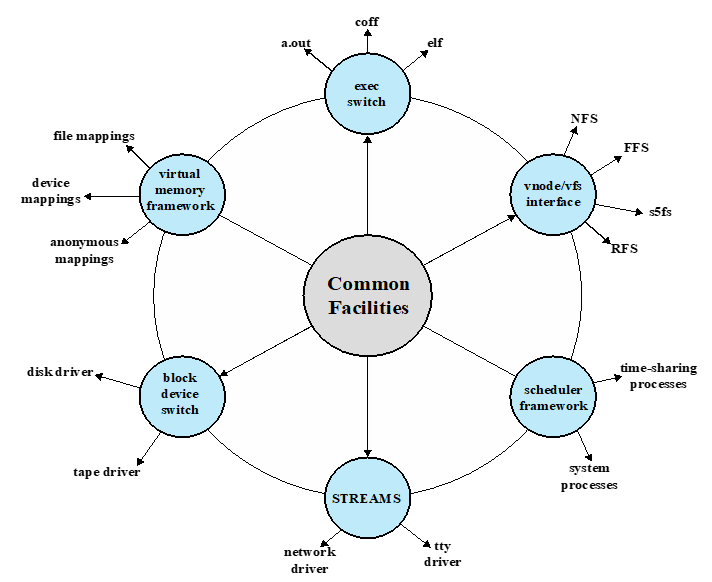 coff
a.out
elf
exec
switch
NFS
FFS
vnode/vfs
interface
s5fs
RFS
file mappings
virtual
memory
framework
device
mappings
anonymous
mappings
Common
Facilities
disk driver
block
device
switch
tape driver
time-sharing
processes
scheduler
framework
system
processes
STREAMS
network
driver
tty
driver